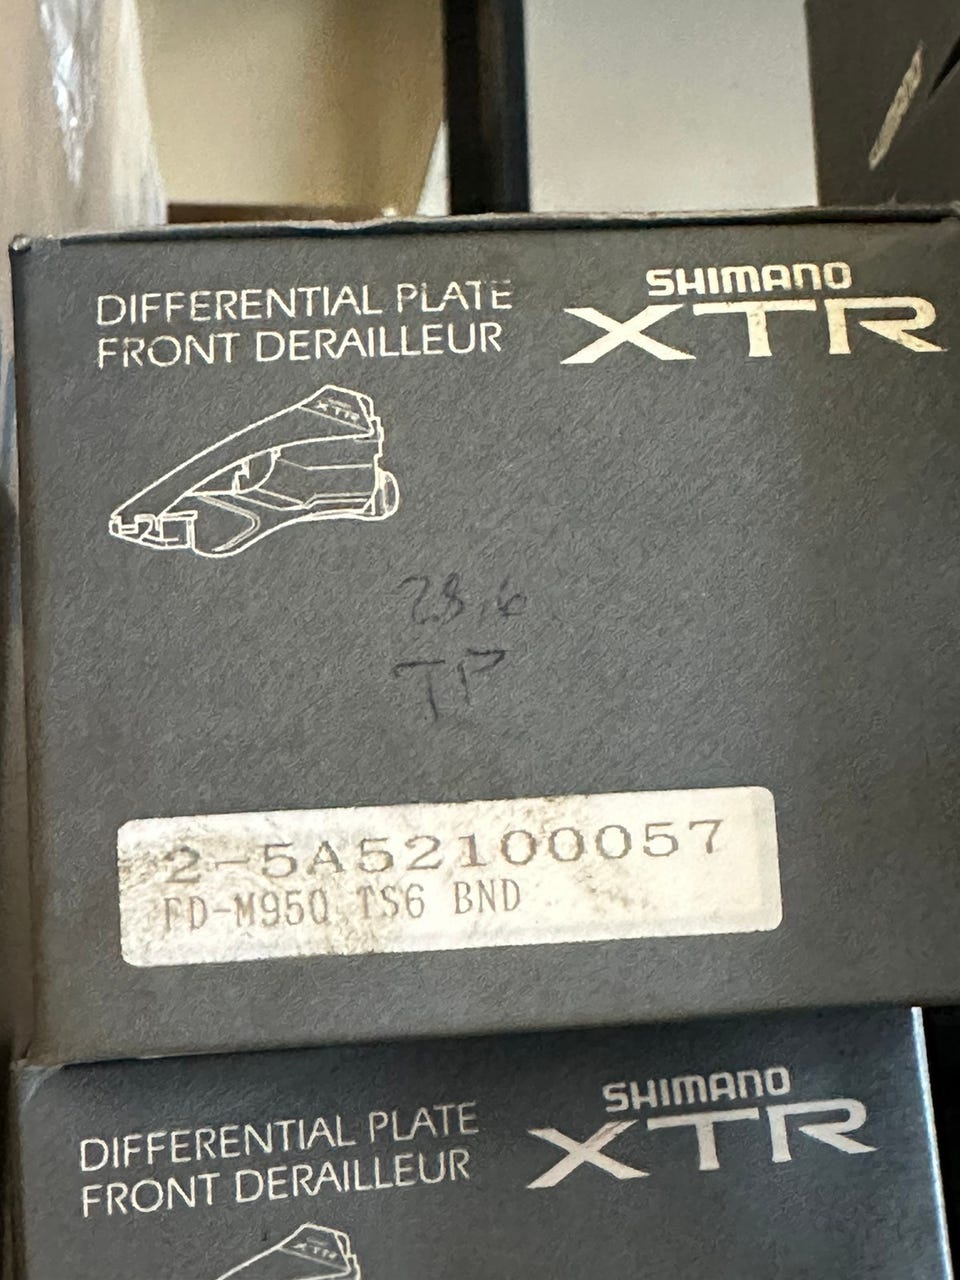 DIFFERENTIAL PLATE
FRONT DERAILLEUR
SHIMANO
XTR
XTR
28.6
TP
2-5A52100057
FD-M950 TS6 BND
DIFFERENTIAL PLATE
FRONT DERAILLEUR
SHIMANO
XTR
XTR